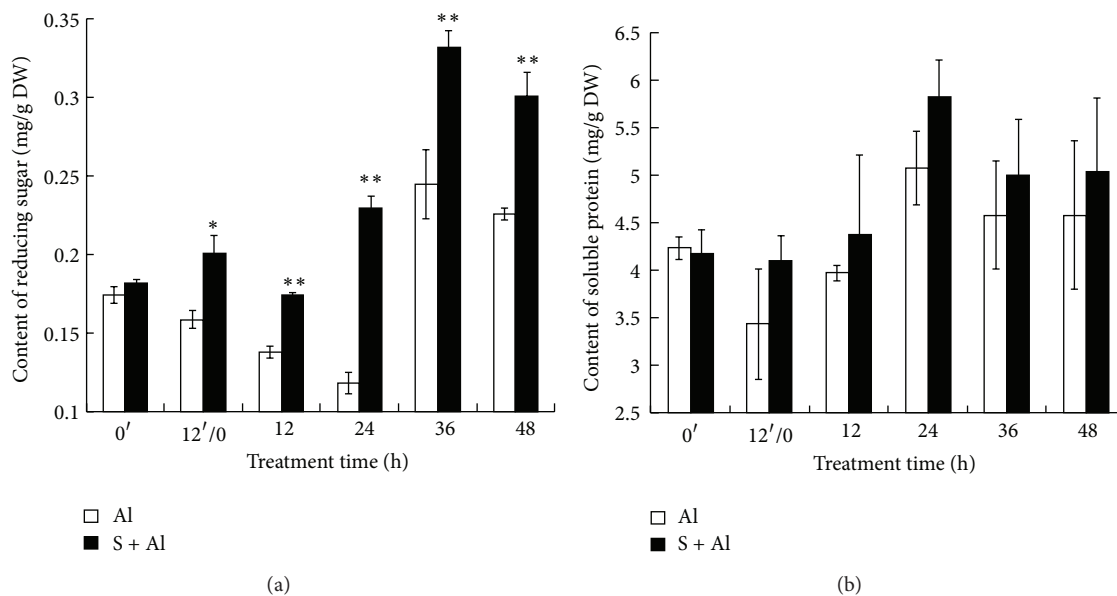 0.35
0.3
0.25
0.2
0.15
0.1
Content of reducing sugar (mg/g DW)
*
**
**
**
**
0′ 12′/0 12 24 36 48
Treatment time (h)
Al
S + Al
(a)
6.5
6
5.5
5
4.5
4
3.5
3
2.5
Content of soluble protein (mg/g DW)
0′ 12′/0 12 24 36 48
Treatment time (h)
Al
S + Al
(b)